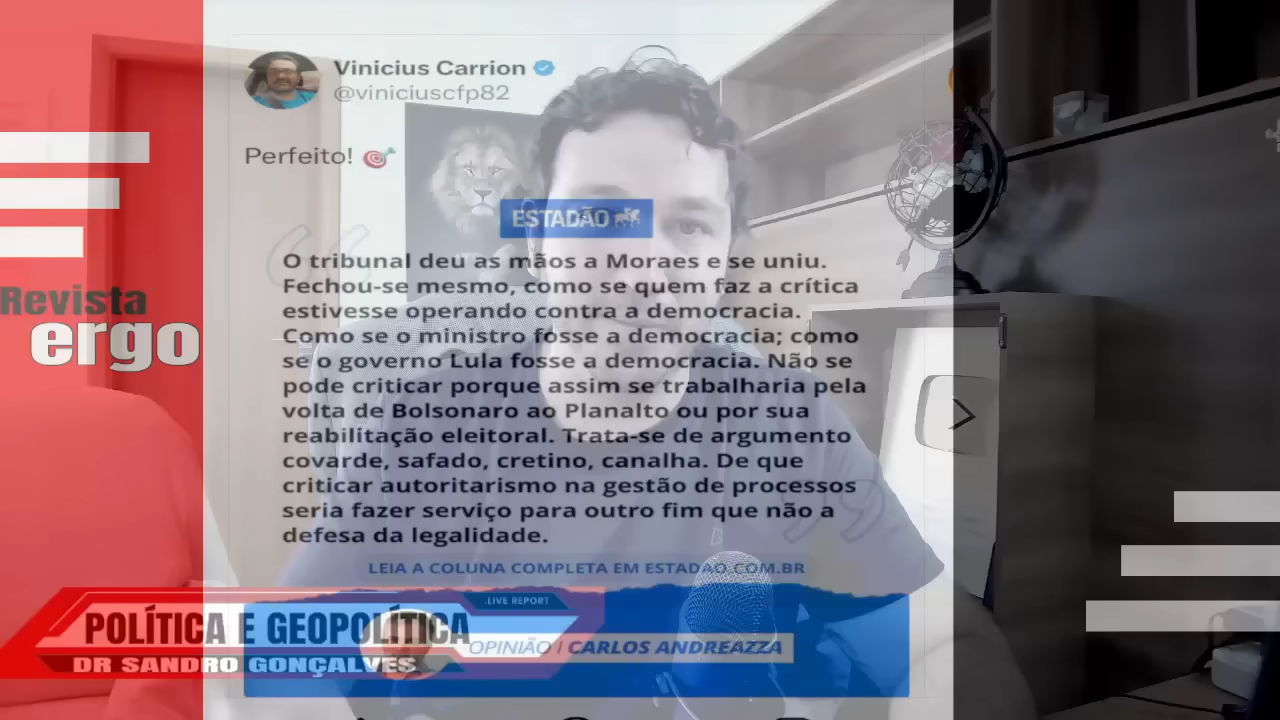 Vinicius Carrion
@viniciuscfp82
Perfeito!
ESTADÃO
O tribunal deu as mãos a Moraes e se uniu.
Fechou-se mesmo, como se quem faz a crítica
estivesse operando contra a democracia.
Como se o ministro fosse a democracia; como
se o governo Lula fosse a democracia. Não se
pode criticar porque assim se trabalharia pela
volta de Bolsonaro ao Planalto ou por sua
reabilitação eleitoral. Trata-se de argumento
covarde, safado, cretino, canalha. De que
criticar autoritarismo na gestão de processos
seria fazer serviço para outro fim que não a
defesa da legalidade.
LEIA A COLUNA COMPLETA EM ESTADAO.COM.BR
OPINIÃO | CARLOS ANDREAZZA
Revista
ergo
.LIVE REPORT
POLÍTICA E GEOPOLÍTICA
DR SANDRO GONÇALVES